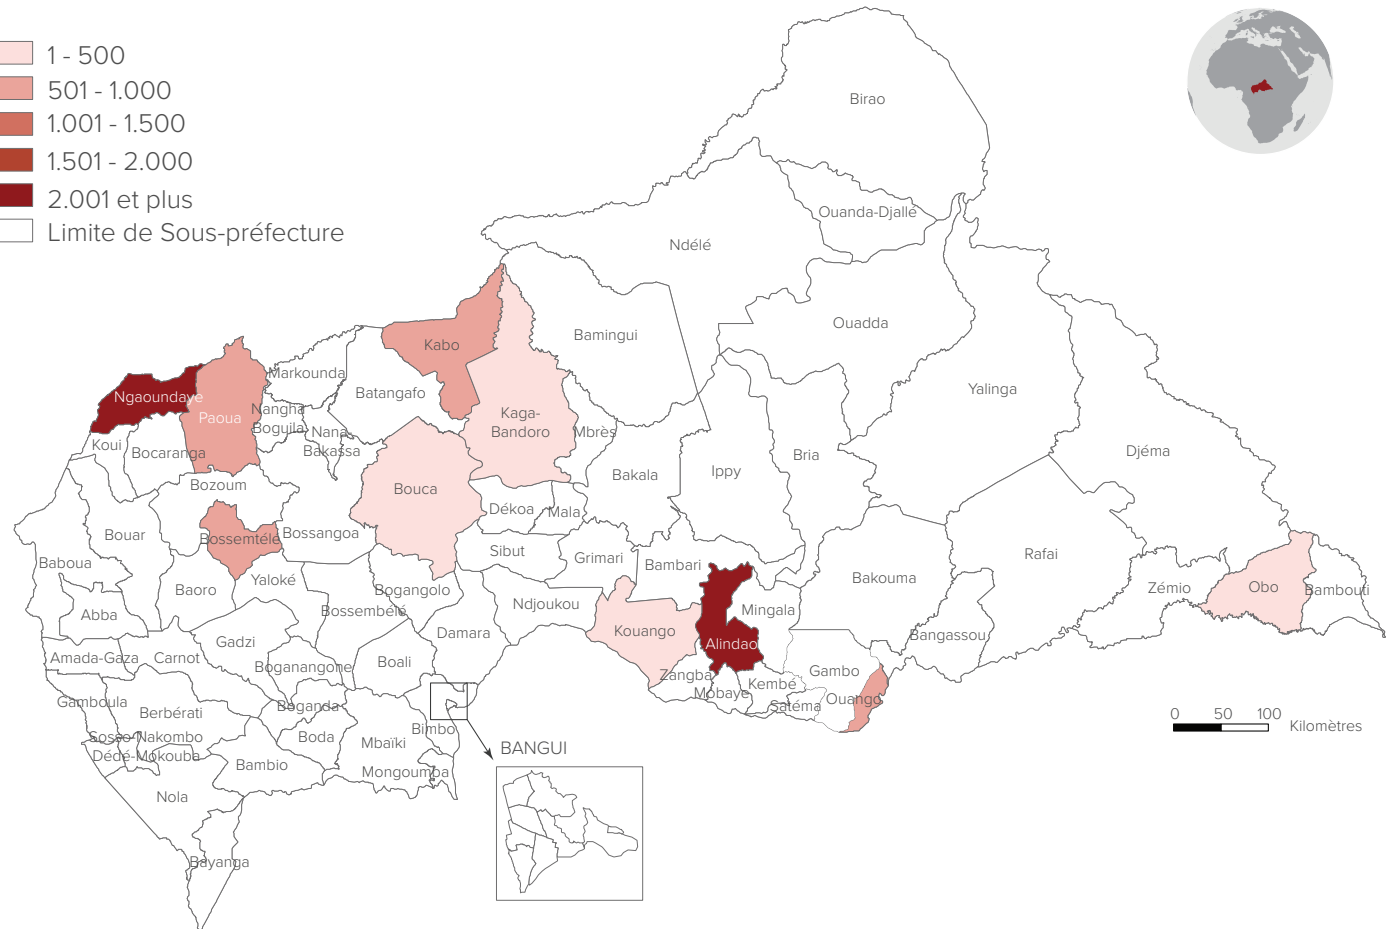 1 - 500
501 - 1.000
1.001 - 1.500
1.501 - 2.000
2.001 et plus
Limite de Sous-préfecture
Birao
Ouanda-Djallé
Ndélé
Ouadda
Bamingui
Kabo
Yalinga
Markounda
Batangafo
Ngaoundaye
Paoua
Nangha
Boguila
Nana-
Bakassa
Kaga-
Bandoro
Mbrès
Koui
Bocaranga
Bria
Djéma
Ippy
Bakala
Bozoum
Bouca
Dékoa
Mala
Bouar
Bossemtélé
Bossangoa
Sibut
Grimari
Bambari
Rafai
Baboua
Baoro
Yaloké
Bogangolo
Bakouma
Zémio
Obo
Bambouti
Abba
Bossembélé
Ndjoukou
Mingala
Gadzi
Damara
Kouango
Alindao
Bangassou
Amada-Gaza
Carnot
Boganangone
Boali
Zangba
Mobaye
Kembé
Gambo
Satéma
Ouango
Gamboula
Berbérati
Boganda
Sosso-Nakombo
Boda
Mbaïki
Bimbo
Dédé-Mokouba
Bambio
Mongoumba
Nola
Bayanga
BANGUI
0 50 100 Kilomètres